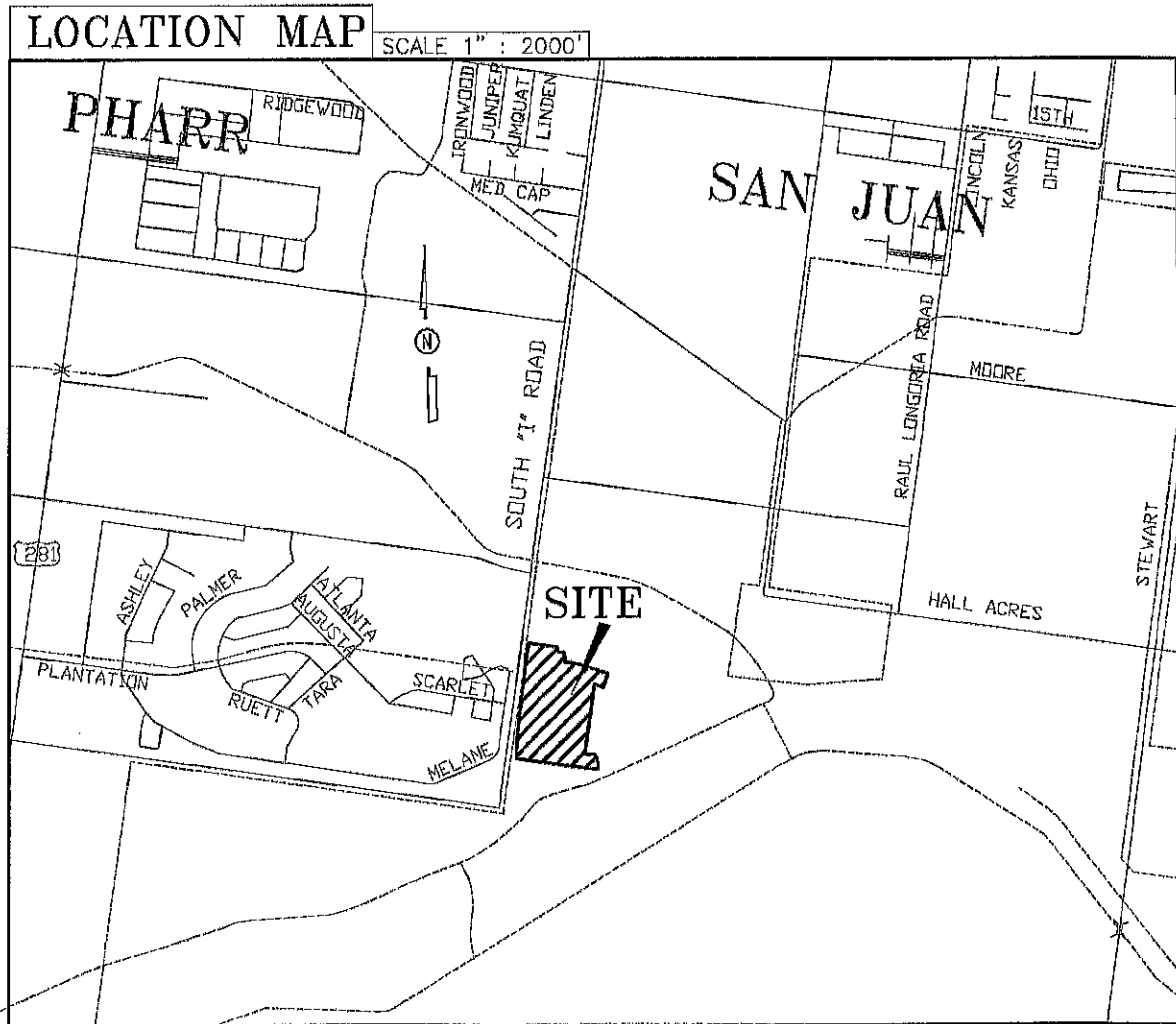 LOCATION MAP
SCALE 1" : 2000'
PHARR
RIDGEWOOD
IRONWOOD
JUNIPER
KUMQUAT
LINDEN
MED CAP
SAN JUAN
15TH
LINCOLN
KANSAS
OHIO
N
SOUTH "I" ROAD
RAUL LONGORIA ROAD
MOORE
STEWART
281
ASHLEY
PALMER
ATLANTA
AUGUSTA
SITE
HALL ACRES
PLANTATION
RUETT
TARA
SCARLET
MELANE